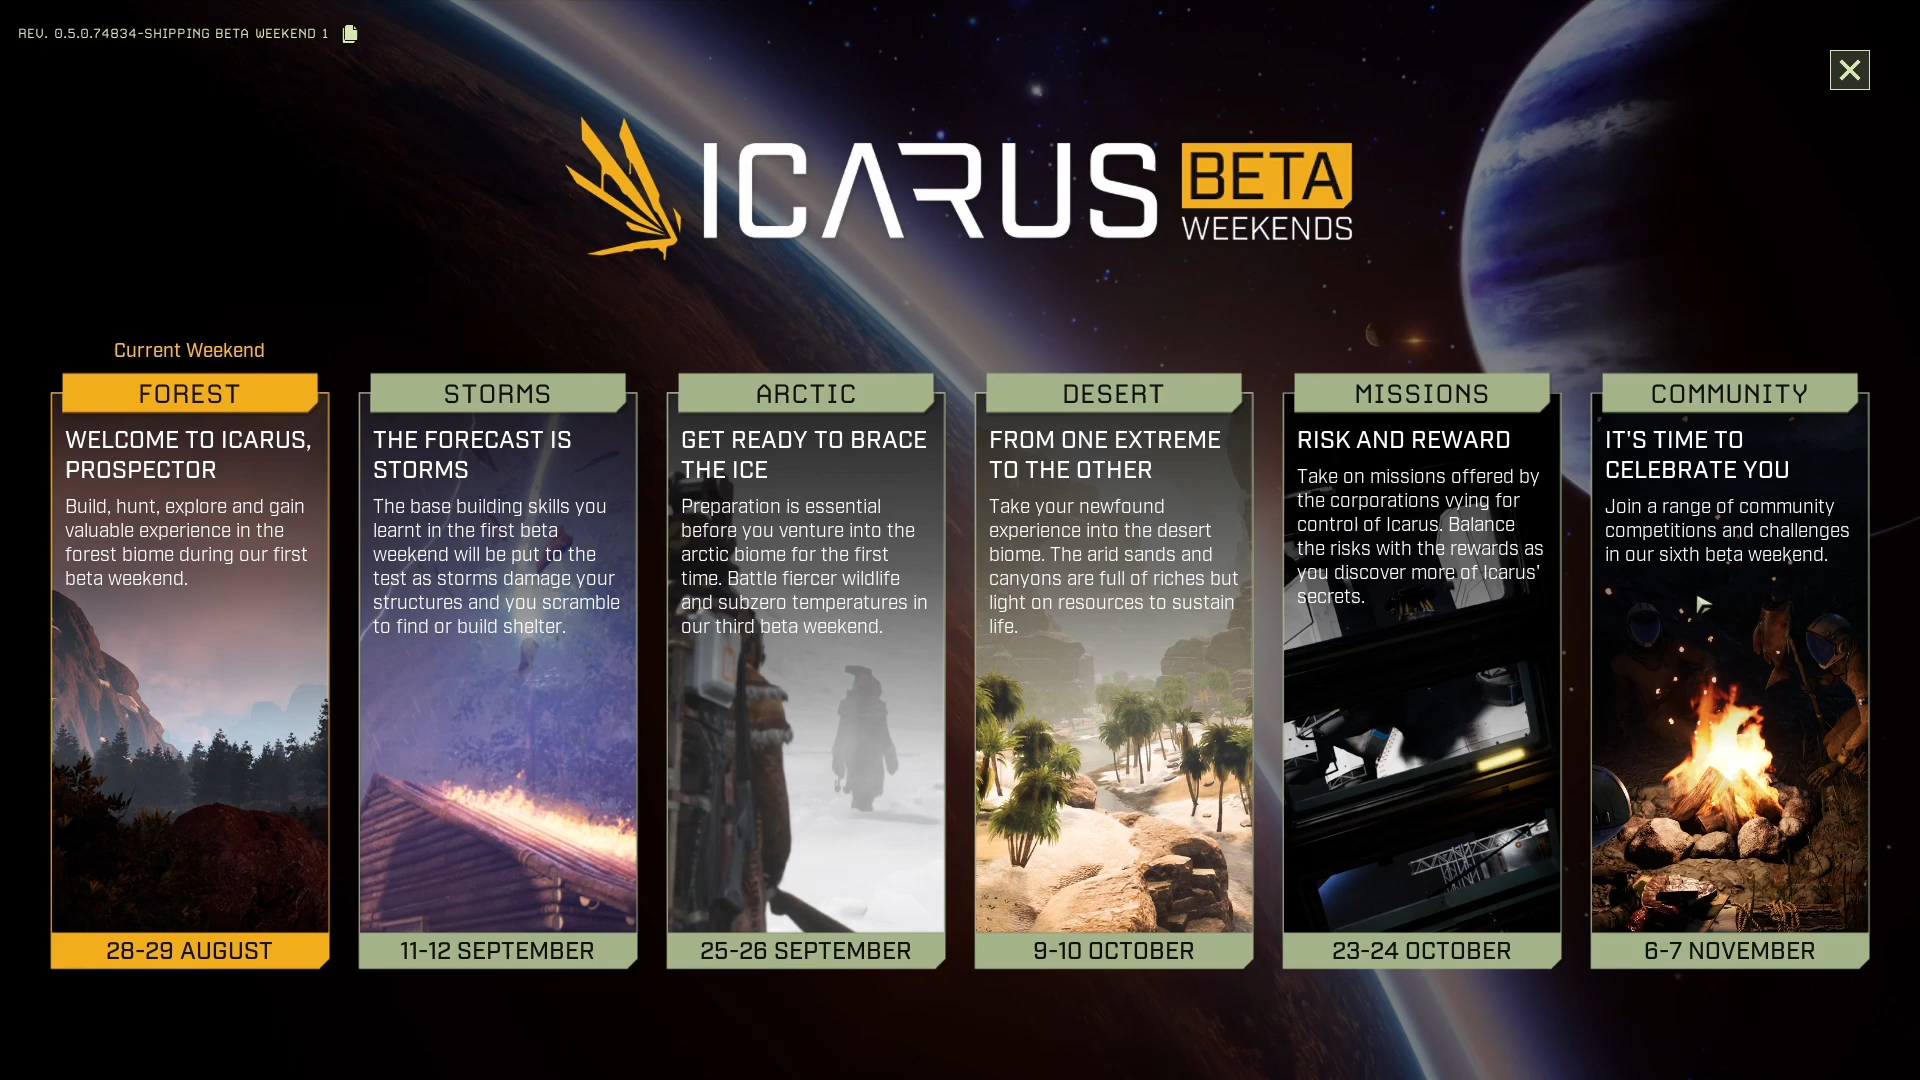 REV. 0.5.0.74834-SHIPPING BETA WEEKEND 1
ICARUS
BETA
WEEKENDS
Current Weekend
FOREST
WELCOME TO ICARUS,
PROSPECTOR
Build, hunt, explore and gain
valuable experience in the
forest biome during our first
beta weekend.
28-29 AUGUST
STORMS
THE FORECAST IS
STORMS
The base building skills you
learnt in the first beta
weekend will be put to the
test as storms damage your
structures and you scramble
to find or build shelter.
11-12 SEPTEMBER
ARCTIC
GET READY TO BRACE
THE ICE
Preparation is essential
before you venture into the
arctic biome for the first
time. Battle fiercer wildlife
and subzero temperatures in
our third beta weekend.
25-26 SEPTEMBER
DESERT
FROM ONE EXTREME
TO THE OTHER
Take your newfound
experience into the desert
biome. The arid sands and
canyons are full of riches but
light on resources to sustain
life.
9-10 OCTOBER
MISSIONS
RISK AND REWARD
Take on missions offered by
the corporations vying for
control of Icarus. Balance
the risks with the rewards as
you discover more of Icarus'
secrets.
23-24 OCTOBER
COMMUNITY
IT'S TIME TO
CELEBRATE YOU
Join a range of community
competitions and challenges
in our sixth beta weekend.
6-7 NOVEMBER